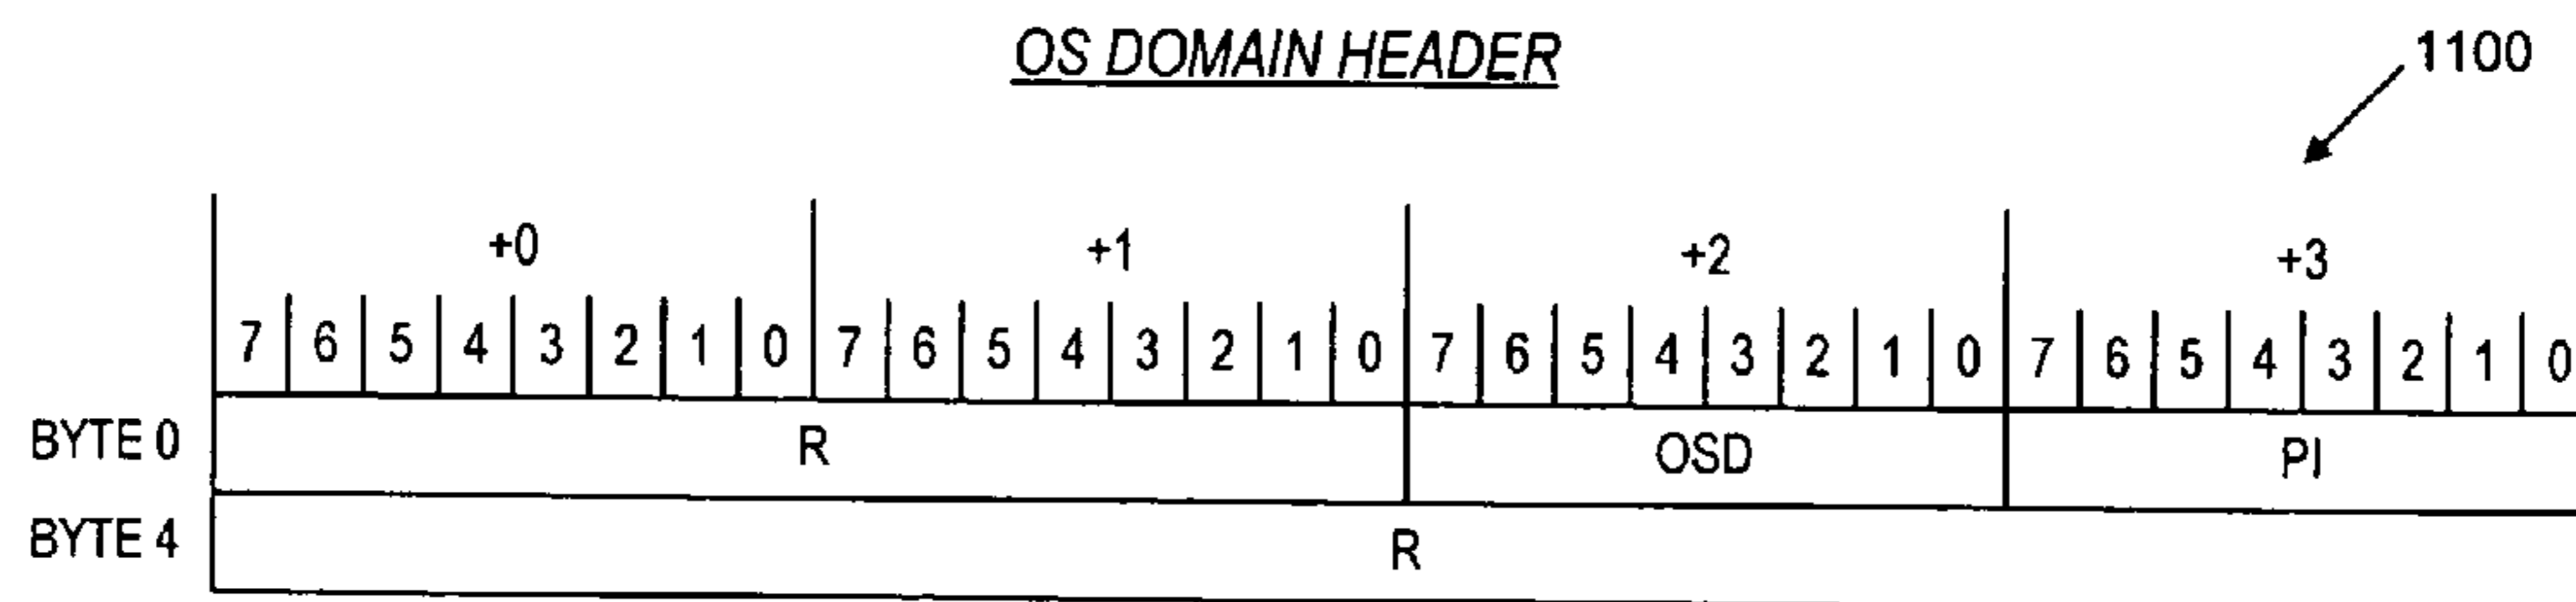 OS DOMAIN HEADER
1100
+0 +1 +2 +3
7 6 5 4 3 2 1 0 7 6 5 4 3 2 1 0 7 6 5 4 3 2 1 0 7 6 5 4 3 2 1 0
BYTE 0 R OSD PI
BYTE 4 R